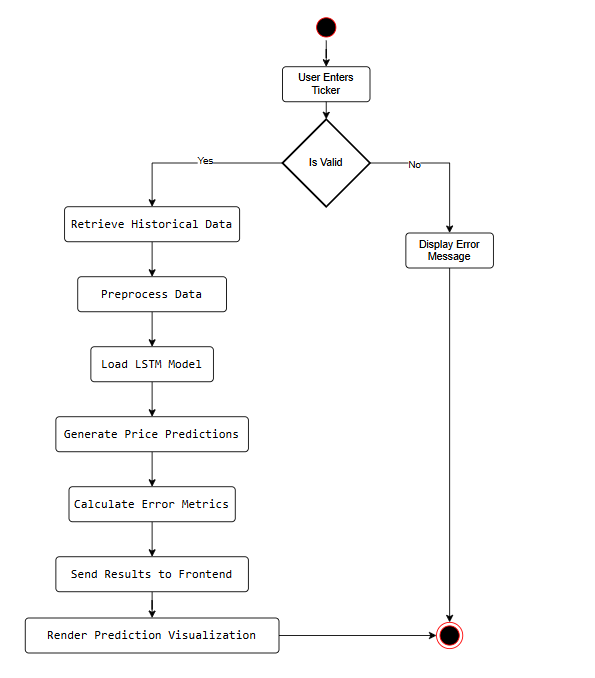 User Enters
Ticker
Is Valid
Yes
No
Retrieve Historical Data
Display Error
Message
Preprocess Data
Load LSTM Model
Generate Price Predictions
Calculate Error Metrics
Send Results to Frontend
Render Prediction Visualization